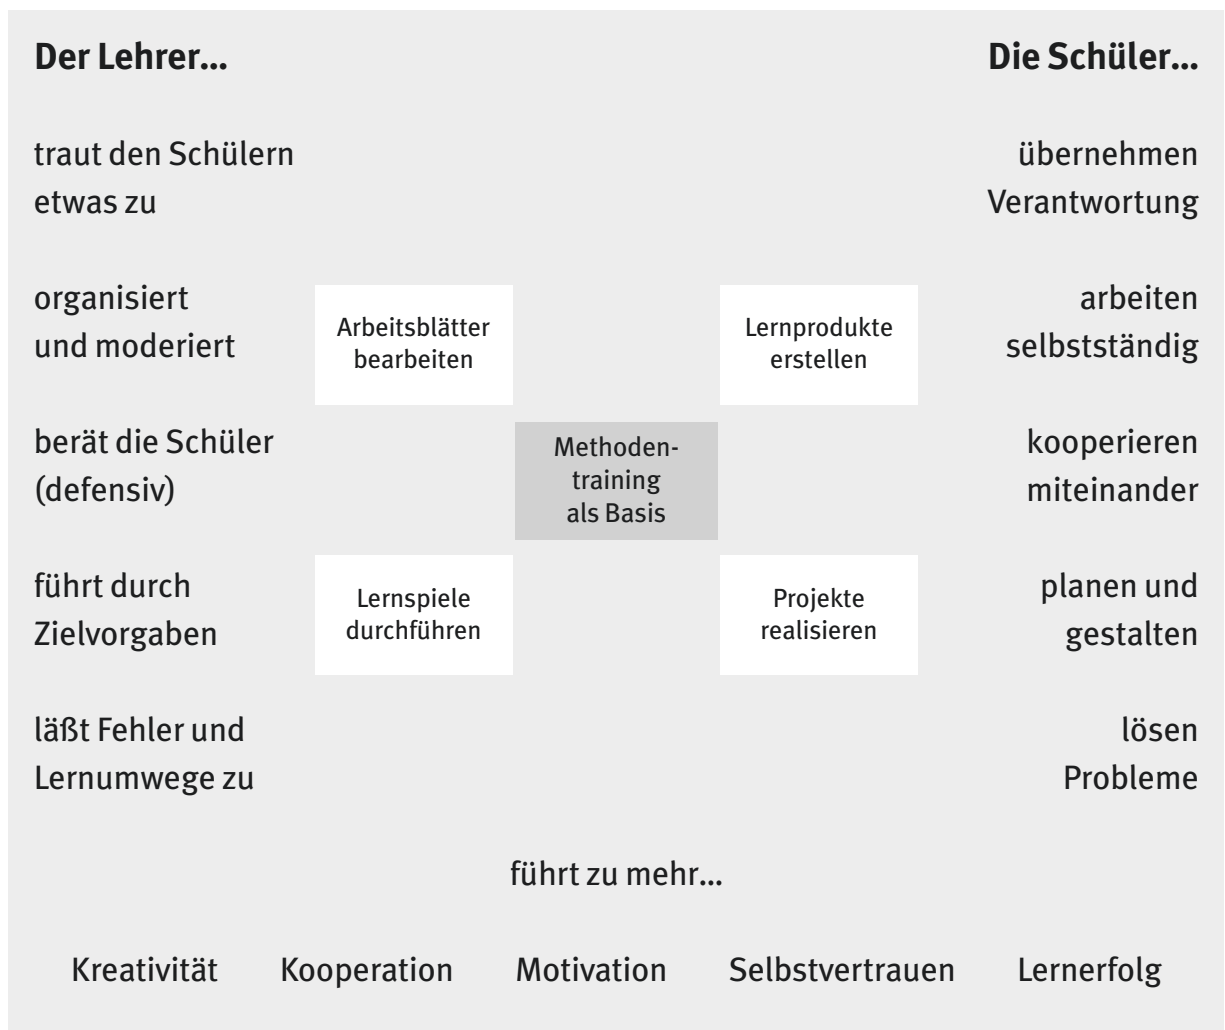 Der Lehrer...
Die Schüler...
traut den Schülern
etwas zu
übernehmen
Verantwortung
organisiert
und moderiert
Arbeitsblätter
bearbeiten
Lernprodukte
erstellen
arbeiten
selbstständig
berät die Schüler
(defensiv)
Methoden-
training
als Basis
kooperieren
miteinander
führt durch
Zielvorgaben
Lernspiele
durchführen
Projekte
realisieren
planen und
gestalten
läßt Fehler und
Lernumwege zu
lösen
Probleme
führt zu mehr...
Kreativität Kooperation Motivation Selbstvertrauen Lernerfolg